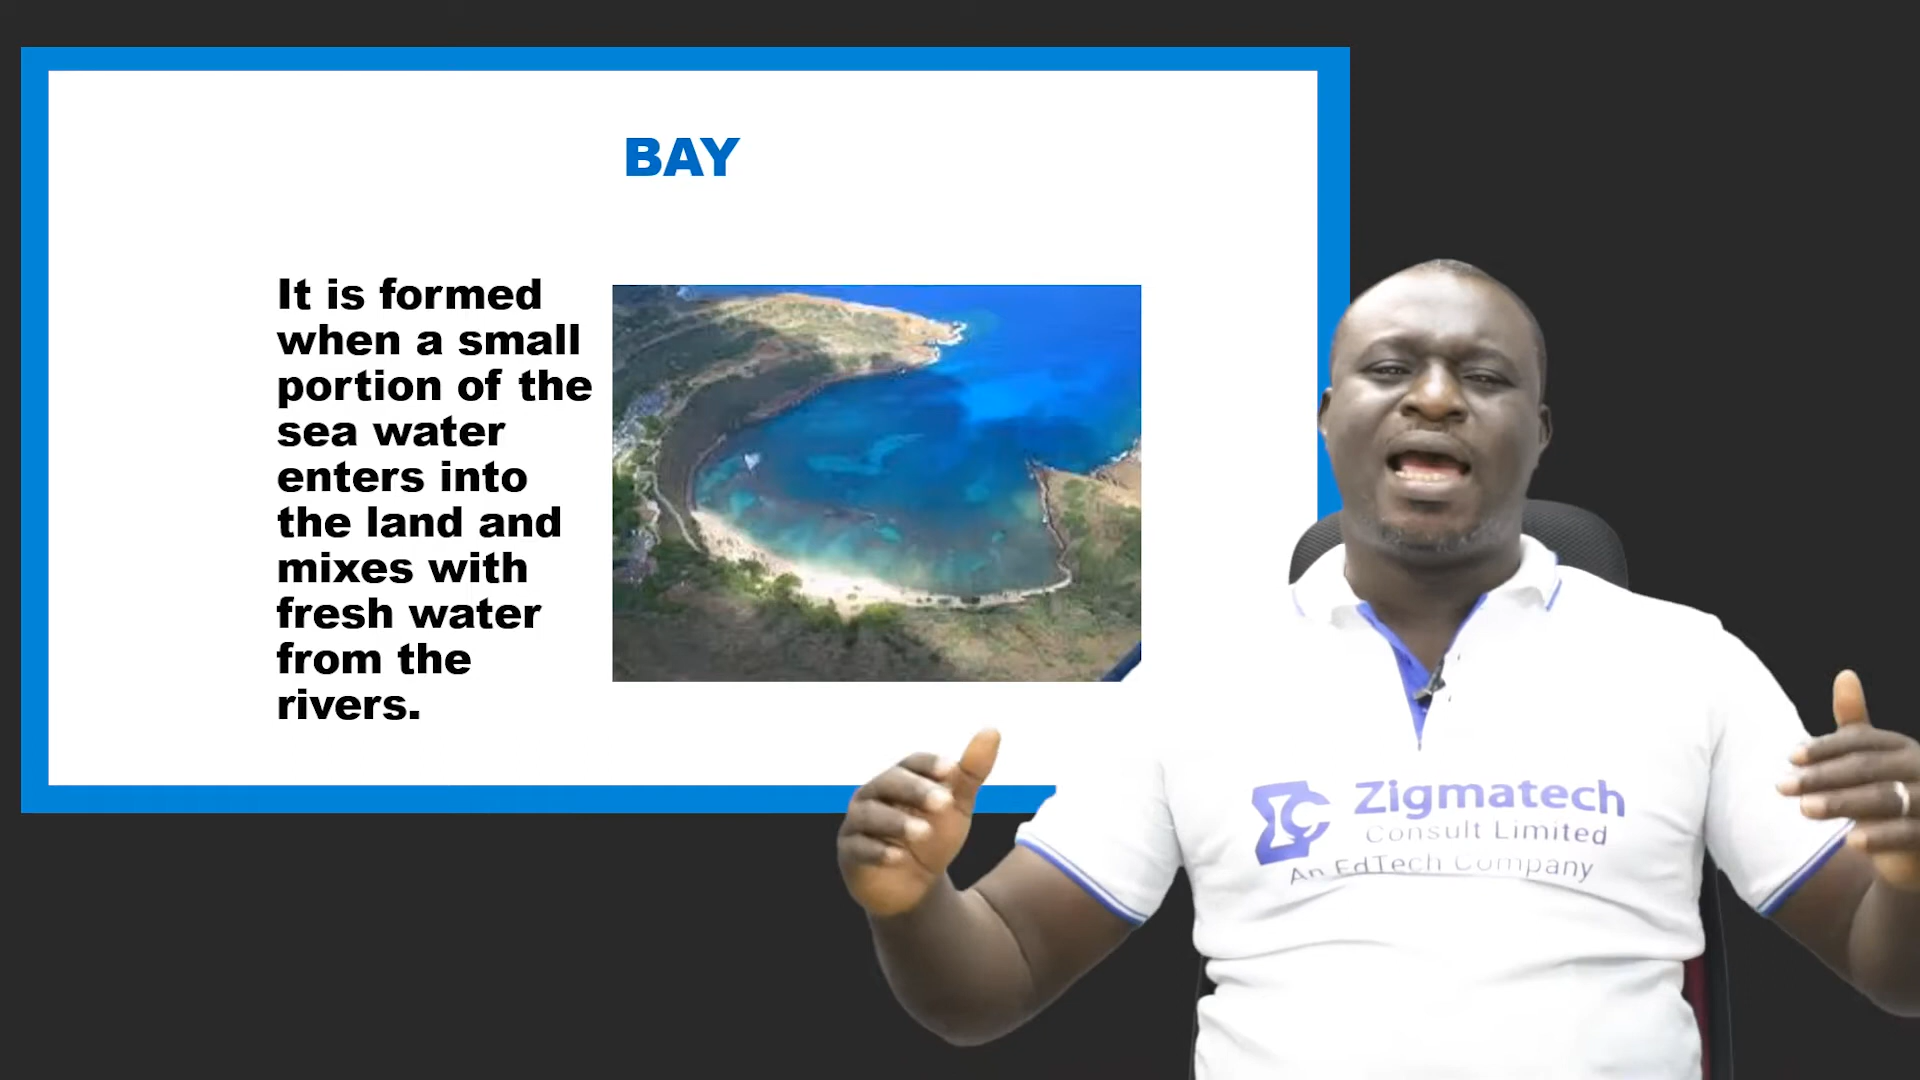 BAY
It is formed
when a small
portion of the
sea water
enters into
the land and
mixes with
fresh water
from the
rivers.
Zigmatech
Consult Limited
An EdTech Company